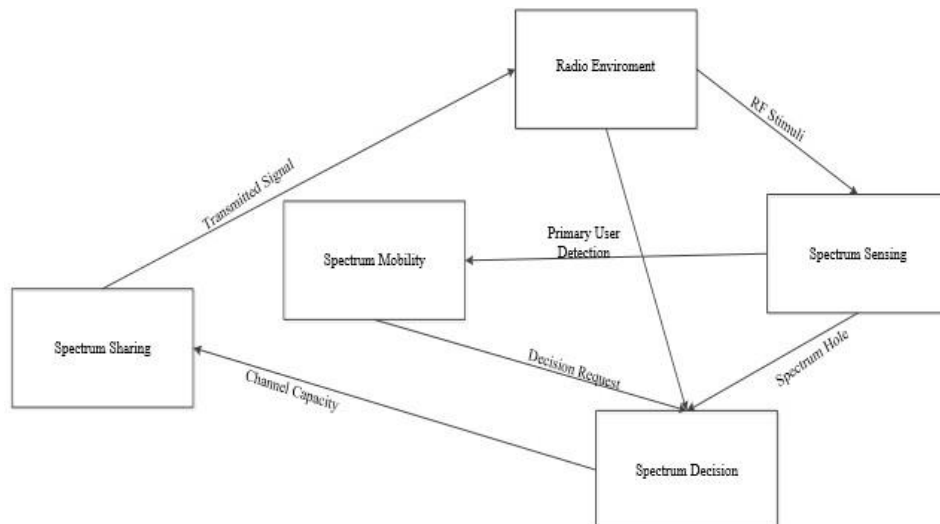 Radio Enviroment
RF Stimuli
Transmitted Signal
Spectrum Mobility
Primary User
Detection
Spectrum Sensing
Spectrum Sharing
Decision Request
Spectrum Hole
Channel Capacity
Spectrum Decision